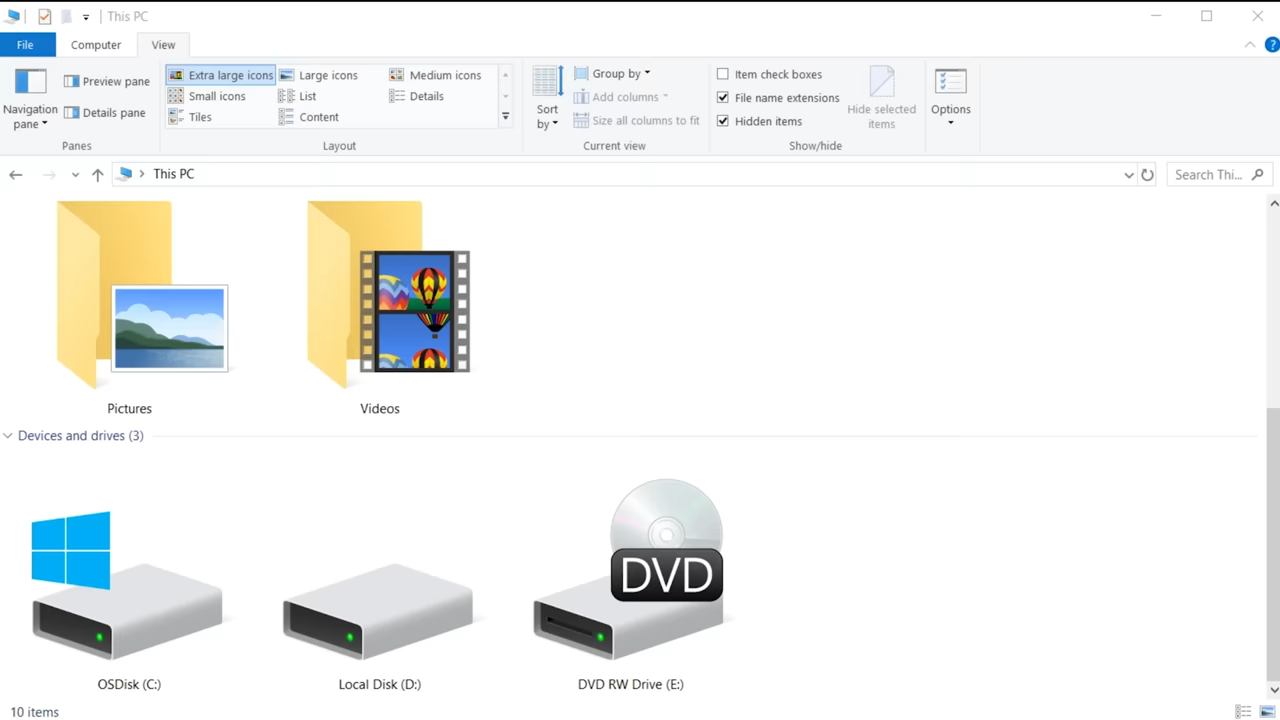 This PC
File Computer View
Navigation pane
Preview pane
Details pane
Panes
Extra large icons Large icons Medium icons
Small icons List Details
Tiles Content
Layout
Sort by
Group by
Add columns
Size all columns to fit
Current view
Item check boxes
File name extensions
Hidden items
Hide selected items
Show/hide
Options
?
This PC
Search Thi...
Pictures Videos
Devices and drives (3)
DVD
OSDisk (C:) Local Disk (D:) DVD RW Drive (E:)
10 items